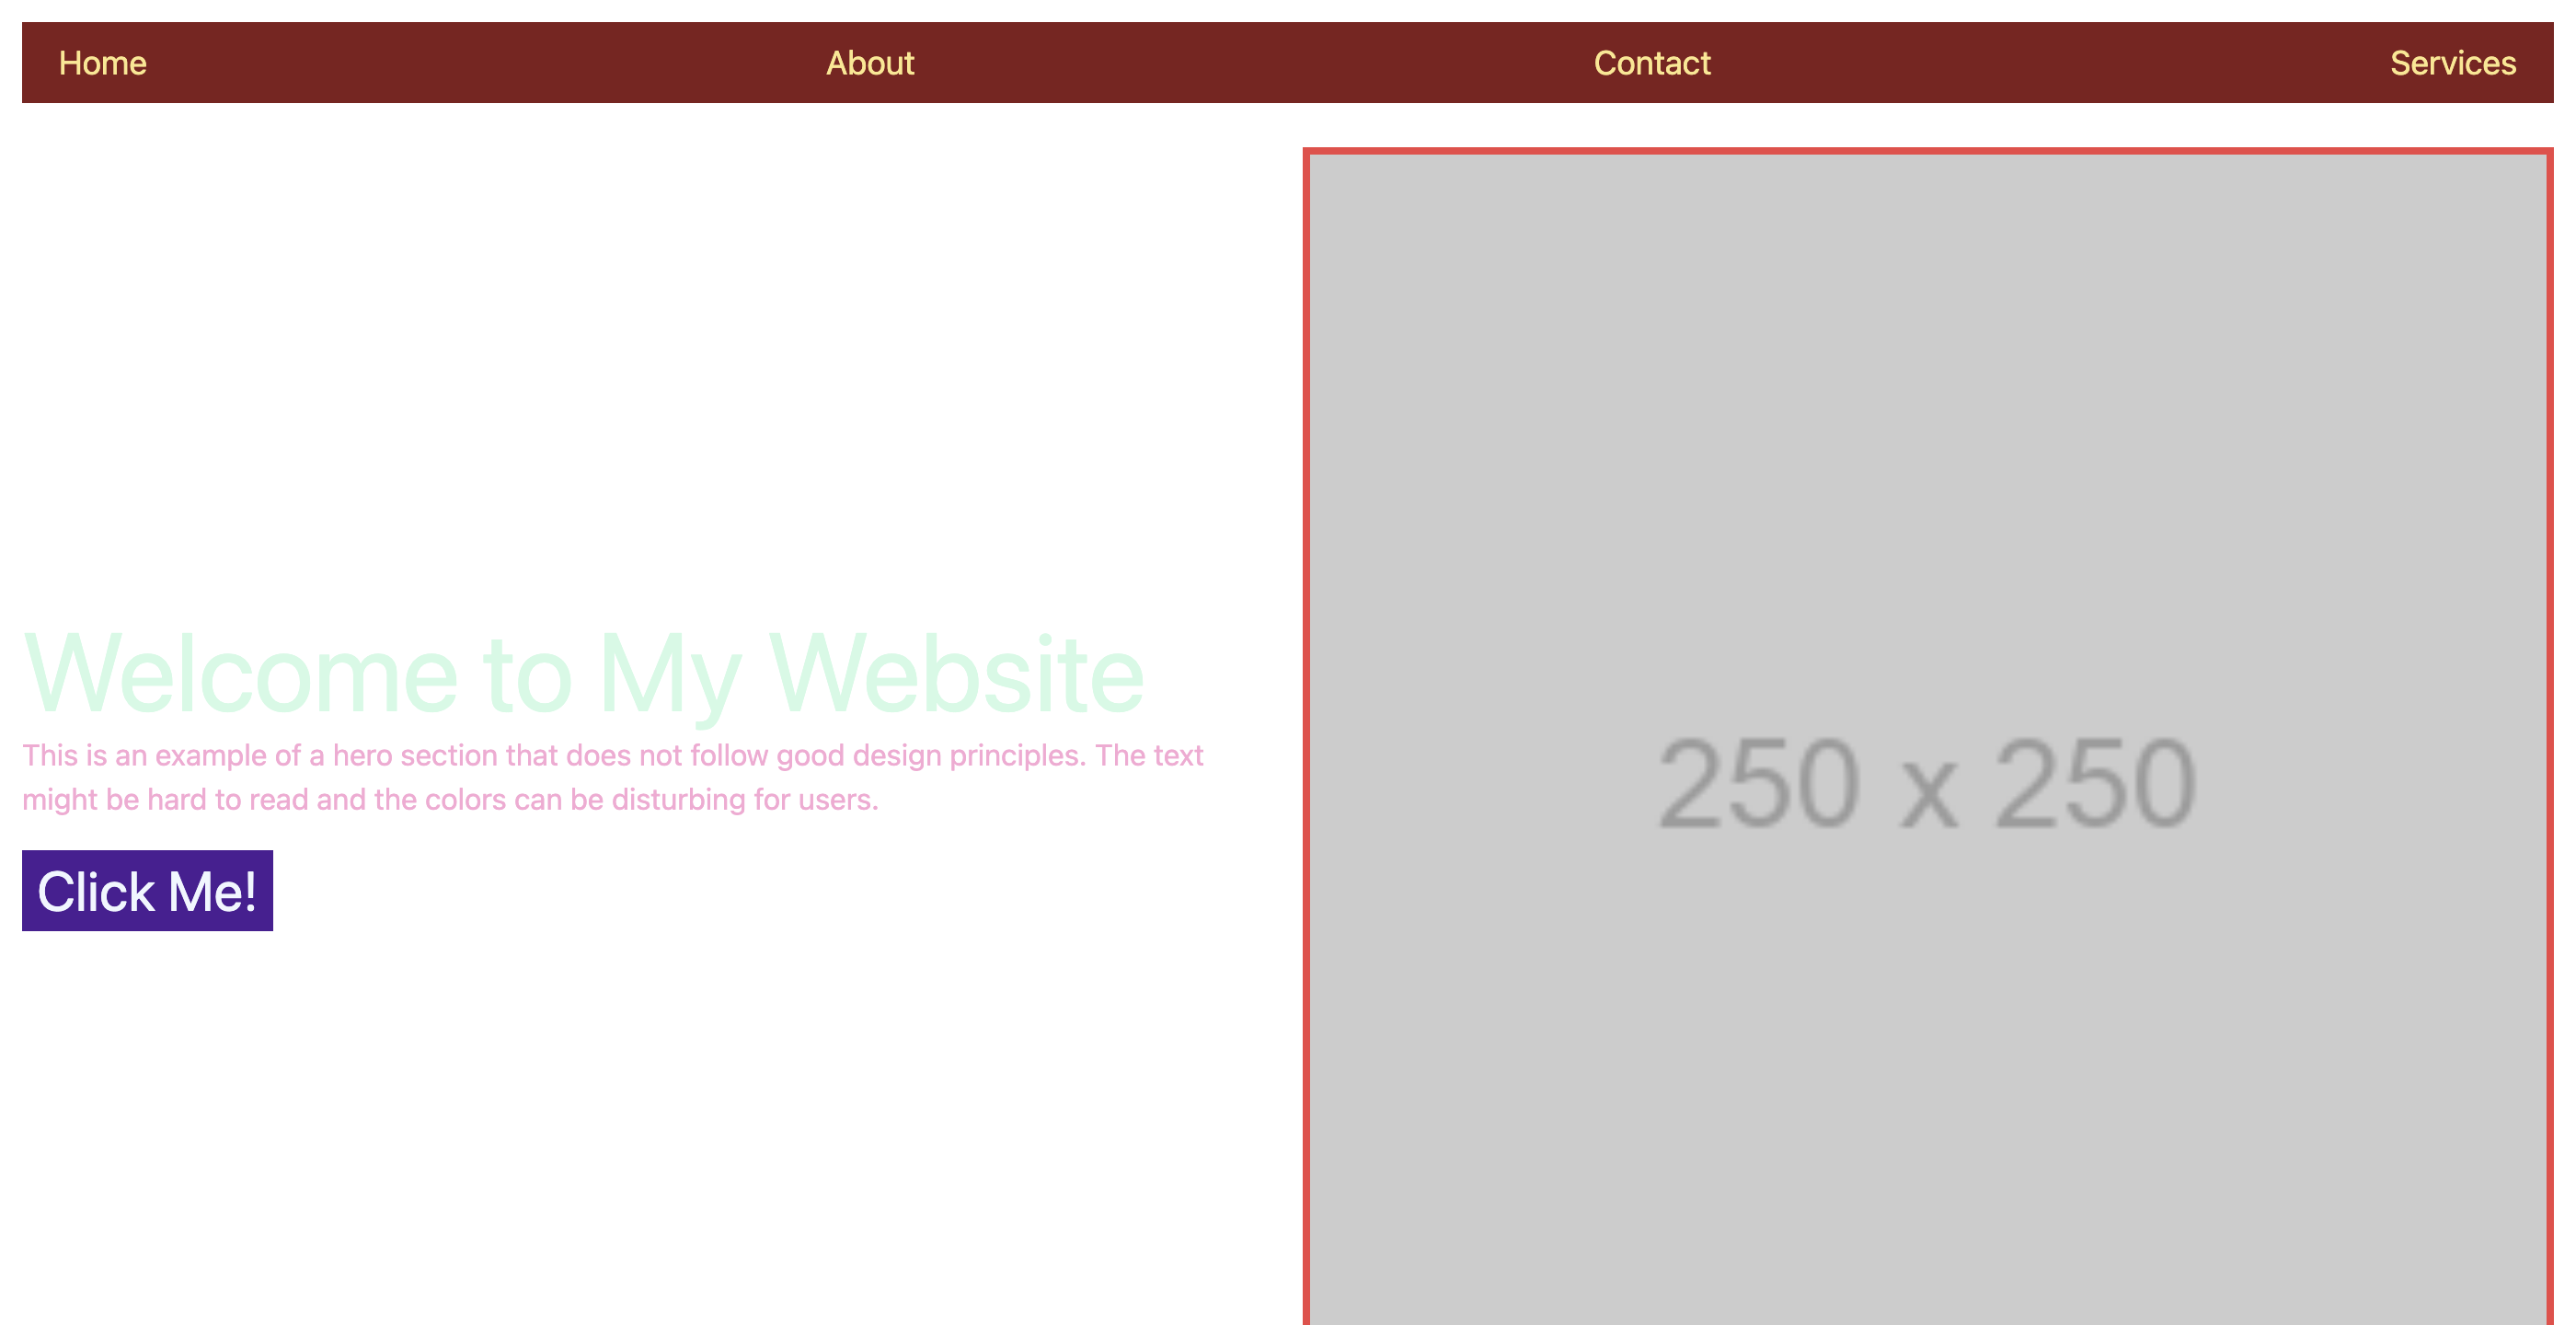 Home About Contact Services
Welcome to My Website
This is an example of a hero section that does not follow good design principles. The text
might be hard to read and the colors can be disturbing for users.
Click Me!
250 x 250